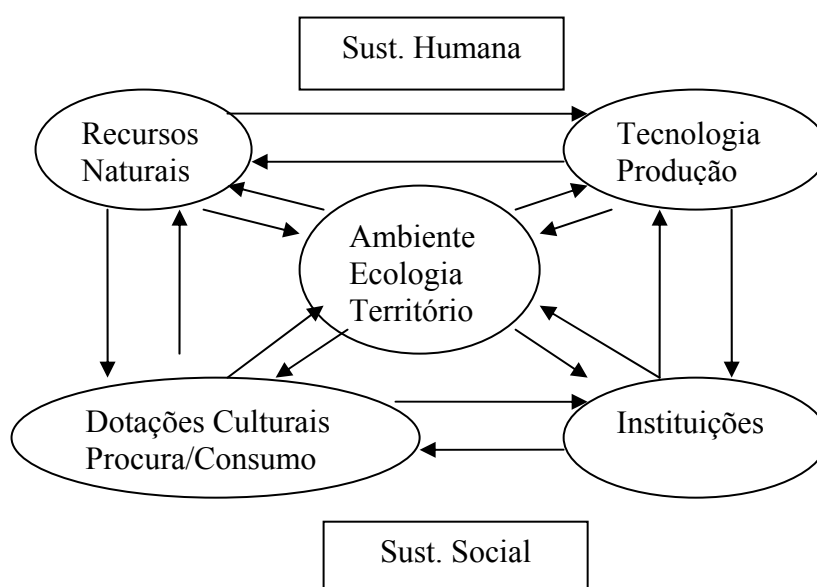 Sust. Humana
Recursos
Naturais
Tecnologia
Produção
Ambiente
Ecologia
Território
Dotações Culturais
Procura/Consumo
Instituições
Sust. Social